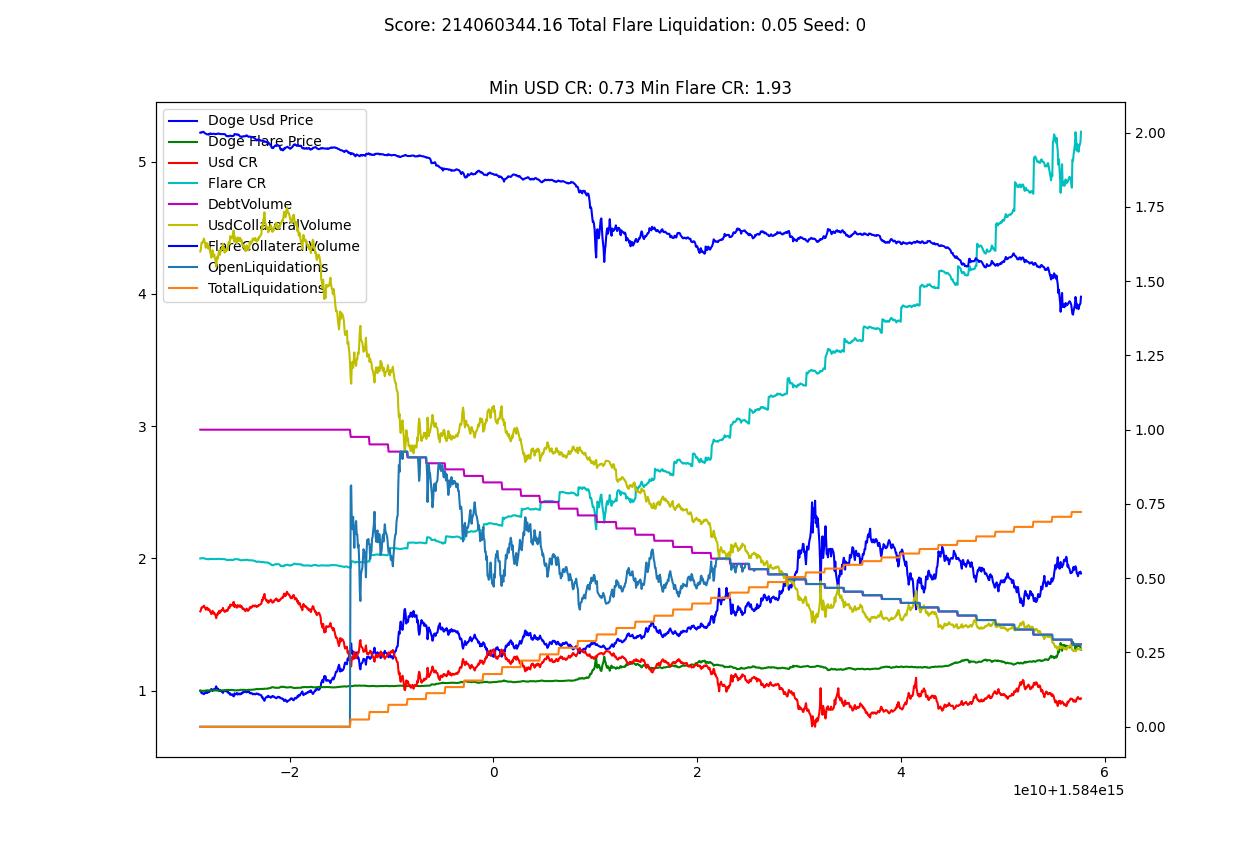 Score: 214060344.16 Total Flare Liquidation: 0.05 Seed: 0
Min USD CR: 0.73 Min Flare CR: 1.93
Doge Usd Price
Doge Flare Price
Usd CR
Flare CR
DebtVolume
UsdCollateralVolume
FlareCollateralVolume
OpenLiquidations
TotalLiquidations
5
4
3
2
1
2.00
1.75
1.50
1.25
1.00
0.75
0.50
0.25
0.00
−2 0 2 4 6
1e10+1.584e15